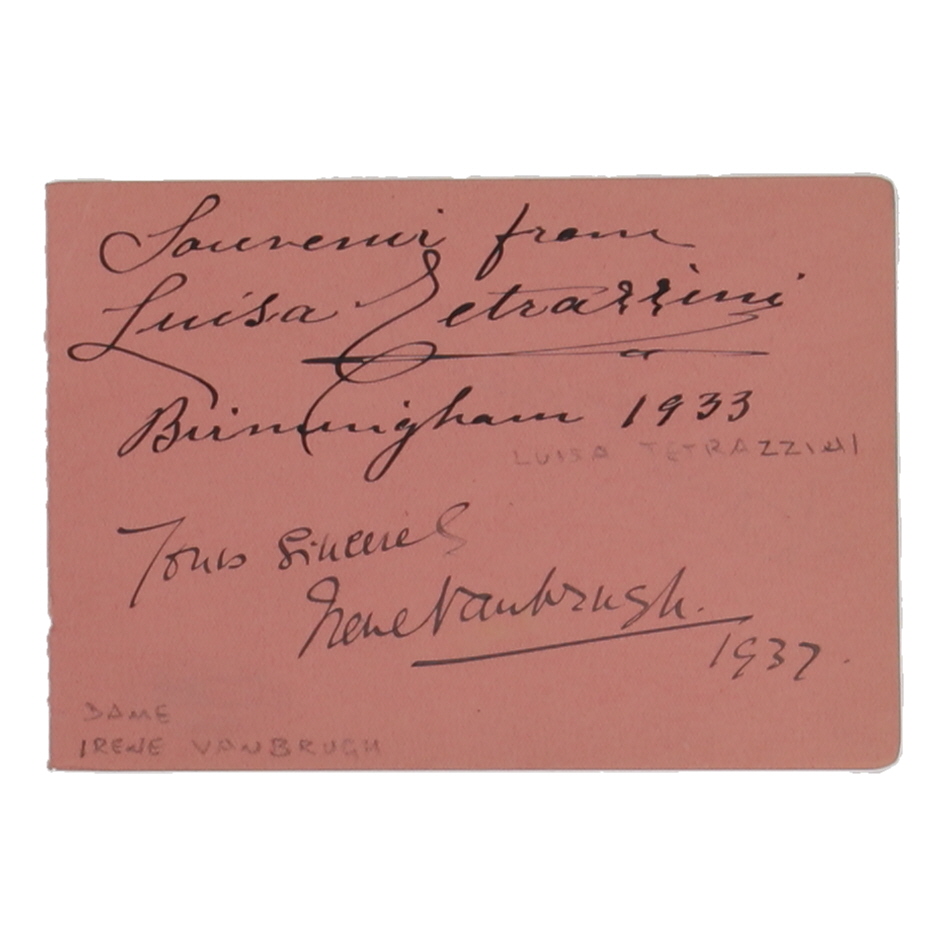 Souvenir from
Luisa Tetrazzini
Birmingham 1933
LUISA TETRAZZINI
Yours Sincerely
Irene Vanbrugh.
1937.
DAME
IRENE VANBRUGH